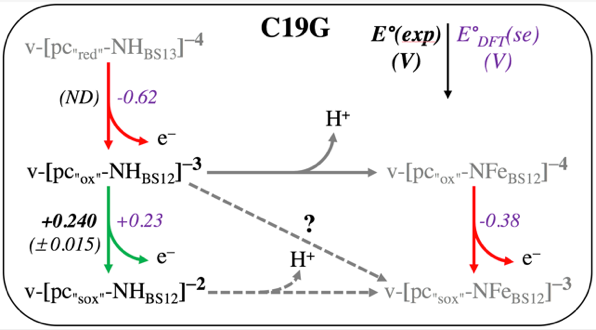 C19G
E°(exp) E°DFT(se)
(V) (V)
v-[pc"red"-NHBS13]−4
(ND) -0.62
e−
H+
v-[pc"ox"-NHBS12]−3 v-[pc"ox"-NFeBS12]−4
+0.240 +0.23
(±0.015)
?
-0.38
e−
H+
e−
v-[pc"sox"-NHBS12]−2 v-[pc"sox"-NFeBS12]−3